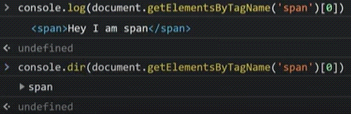 > console.log(document.getElementsByTagName('span')[0])
<span>Hey I am span</span>
undefined
> console.dir(document.getElementsByTagName('span')[0])
▶ span
undefined